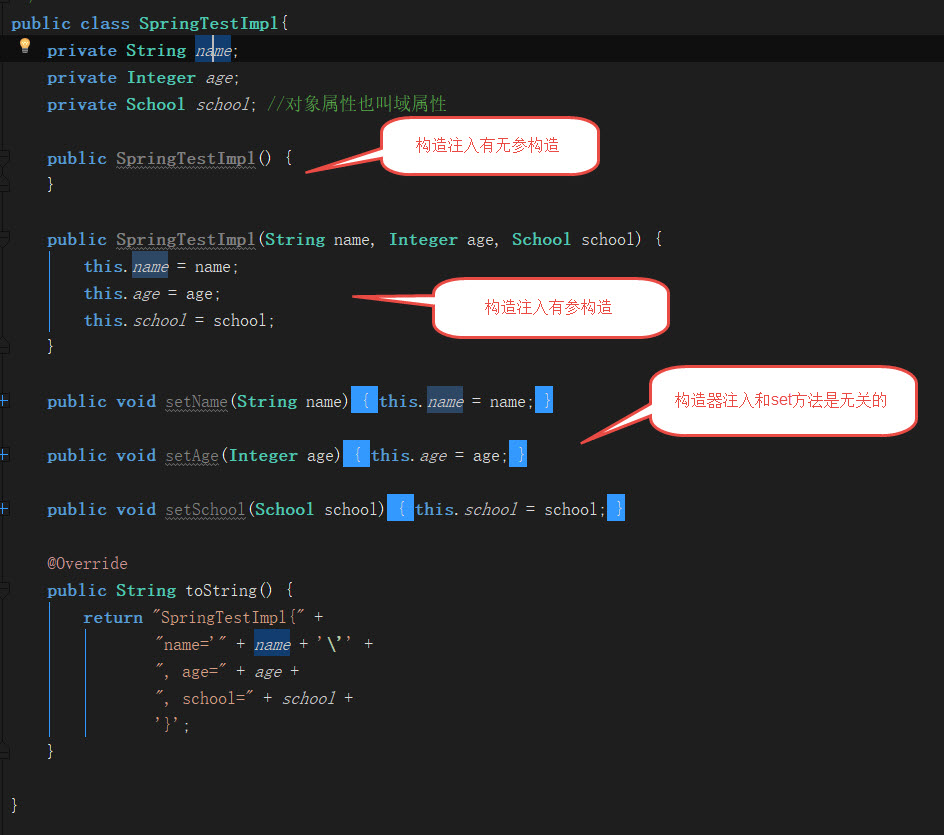 public class SpringTestImpl{
private String name;
private Integer age;
private School school; //对象属性也叫域属性
构造注入有无参构造
public SpringTestImpl() {
}
public SpringTestImpl(String name, Integer age, School school) {
this.name = name;
this.age = age;
构造注入有参构造
this.school = school;
}
public void setName(String name) { this.name = name; }
构造器注入和set方法是无关的
public void setAge(Integer age) { this.age = age; }
public void setSchool(School school) { this.school = school; }
@Override
public String toString() {
return "SpringTestImpl{" +
"name='" + name + '\'' +
", age=" + age +
", school=" + school +
'}';
}
}